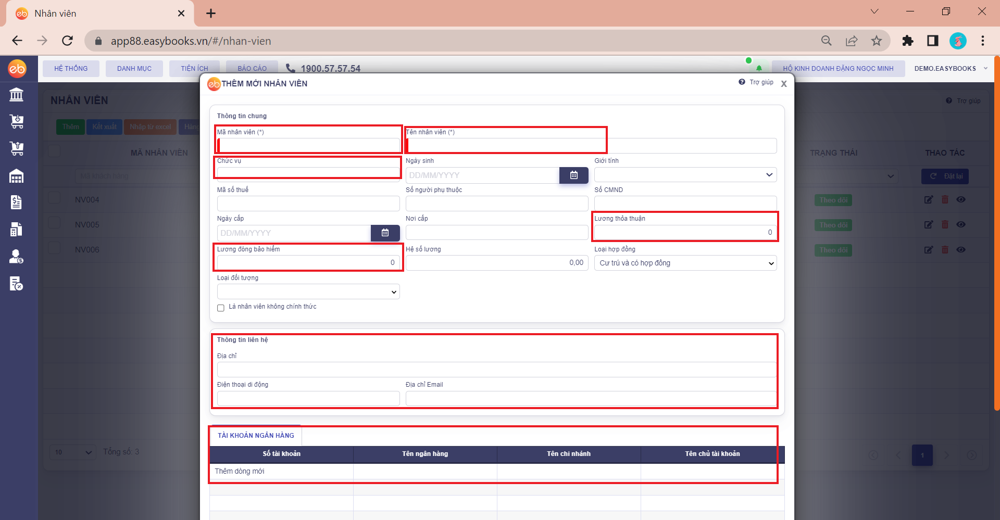 Nhân viên
app88.easybooks.vn/#/nhan-vien
eb
HỆ THỐNG
DANH MỤC
TIỆN ÍCH
BÁO CÁO
1900.57.57.54
HỘ KINH DOANH ĐẶNG NGỌC MINH
DEMO.EASYBOOKS
NHÂN VIÊN
Trợ giúp
Thêm
Kết xuất
Nhập từ excel
Hàng
MÃ NHÂN VIÊN
TRẠNG THÁI
THAO TÁC
Mã khách hàng
Đặt lại
NV004
Theo dõi
NV005
Theo dõi
NV006
Theo dõi
10
Tổng số: 3
1
eb THÊM MỚI NHÂN VIÊN
Trợ giúp
X
Thông tin chung
Mã nhân viên (*)
Tên nhân viên (*)
Chức vụ
Ngày sinh
Giới tính
DD/MM/YYYY
Mã số thuế
Số người phụ thuộc
Số CMND
Ngày cấp
Nơi cấp
Lương thỏa thuận
DD/MM/YYYY
0
Lương đóng bảo hiểm
Hệ số lương
Loại hợp đồng
0
0,00
Cư trú và có hợp đồng
Loại đối tượng
Là nhân viên không chính thức
Thông tin liên hệ
Địa chỉ
Điện thoại di động
Địa chỉ Email
TÀI KHOẢN NGÂN HÀNG
Số tài khoản
Tên ngân hàng
Tên chi nhánh
Tên chủ tài khoản
Thêm dòng mới